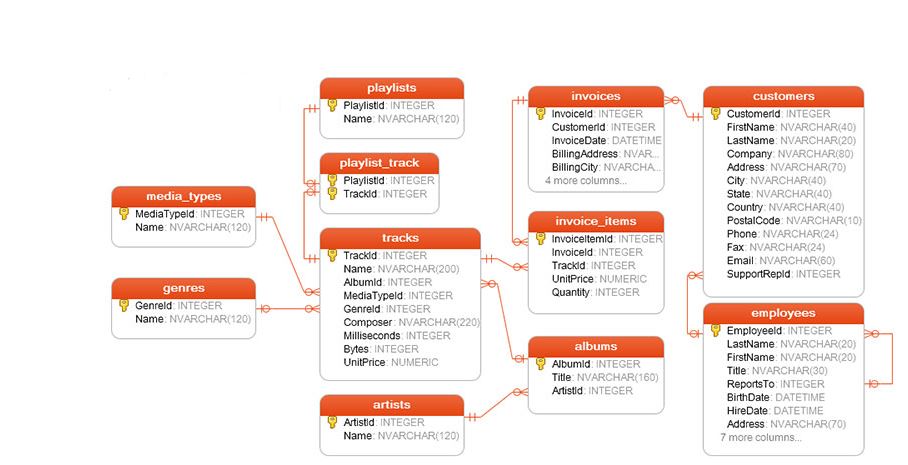 playlists
PlaylistId: INTEGER
Name: NVARCHAR(120)
playlist_track
PlaylistId: INTEGER
TrackId: INTEGER
media_types
MediaTypeId: INTEGER
Name: NVARCHAR(120)
genres
GenreId: INTEGER
Name: NVARCHAR(120)
tracks
TrackId: INTEGER
Name: NVARCHAR(200)
AlbumId: INTEGER
MediaTypeId: INTEGER
GenreId: INTEGER
Composer: NVARCHAR(220)
Milliseconds: INTEGER
Bytes: INTEGER
UnitPrice: NUMERIC
artists
ArtistId: INTEGER
Name: NVARCHAR(120)
invoices
InvoiceId: INTEGER
CustomerId: INTEGER
InvoiceDate: DATETIME
BillingAddress: NVAR...
BillingCity: NVARCHA...
4 more columns...
invoice_items
InvoiceItemId: INTEGER
InvoiceId: INTEGER
TrackId: INTEGER
UnitPrice: NUMERIC
Quantity: INTEGER
albums
AlbumId: INTEGER
Title: NVARCHAR(160)
ArtistId: INTEGER
customers
CustomerId: INTEGER
FirstName: NVARCHAR(40)
LastName: NVARCHAR(20)
Company: NVARCHAR(80)
Address: NVARCHAR(70)
City: NVARCHAR(40)
State: NVARCHAR(40)
Country: NVARCHAR(40)
PostalCode: NVARCHAR(10)
Phone: NVARCHAR(24)
Fax: NVARCHAR(24)
Email: NVARCHAR(60)
SupportRepId: INTEGER
employees
EmployeeId: INTEGER
LastName: NVARCHAR(20)
FirstName: NVARCHAR(20)
Title: NVARCHAR(30)
ReportsTo: INTEGER
BirthDate: DATETIME
HireDate: DATETIME
Address: NVARCHAR(70)
7 more columns...